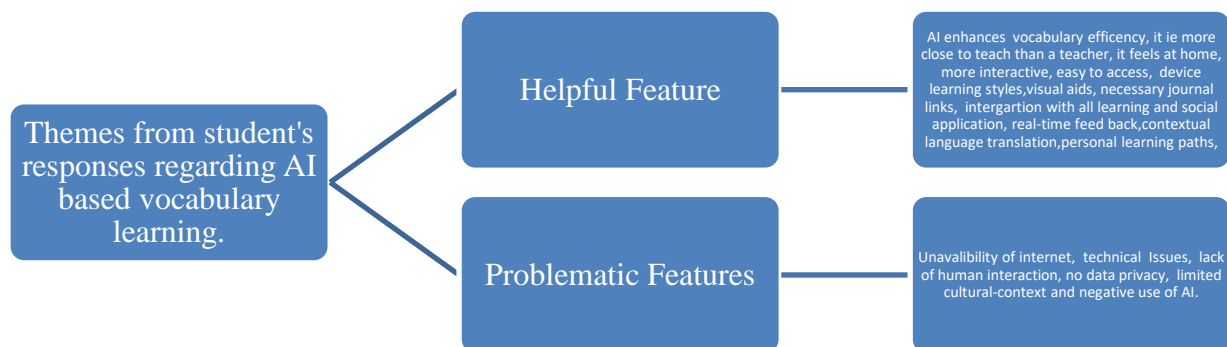 Themes from student's
responses regarding AI
based vocabulary
learning.
Helpful Feature
AI enhances vocabulary efficency, it ie more
close to teach than a teacher, it feels at home,
more interactive, easy to access, device
learning styles,visual aids, necessary journal
links, intergartion with all learning and social
application, real-time feed back,contextual
language translation,personal learning paths,
Problematic Features
Unavalibility of internet, technical Issues, lack
of human interaction, no data privacy, limited
cultural-context and negative use of AI.